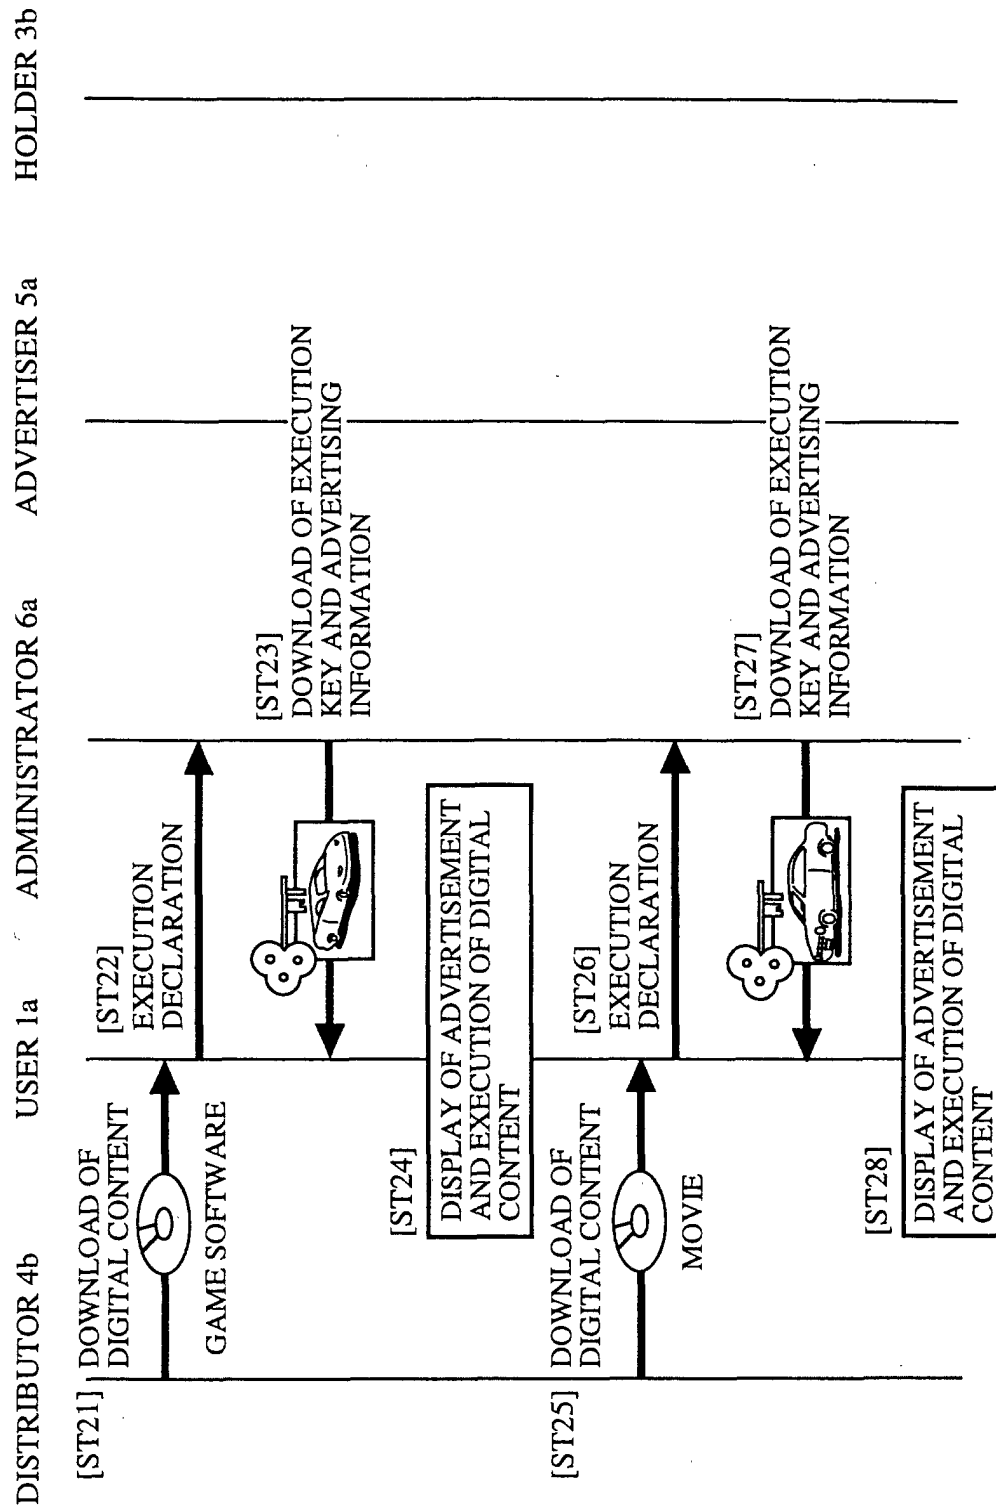 DISTRIBUTOR 4b
USER 1a
ADMINISTRATOR 6a
ADVERTISER 5a
HOLDER 3b
[ST21]
DOWNLOAD OF
DIGITAL CONTENT
GAME SOFTWARE
[ST22]
EXECUTION
DECLARATION
[ST23]
DOWNLOAD OF EXECUTION
KEY AND ADVERTISING
INFORMATION
[ST24]
DISPLAY OF ADVERTISEMENT
AND EXECUTION OF DIGITAL
CONTENT
[ST25]
DOWNLOAD OF
DIGITAL CONTENT
MOVIE
[ST26]
EXECUTION
DECLARATION
[ST27]
DOWNLOAD OF EXECUTION
KEY AND ADVERTISING
INFORMATION
[ST28]
DISPLAY OF ADVERTISEMENT
AND EXECUTION OF DIGITAL
CONTENT